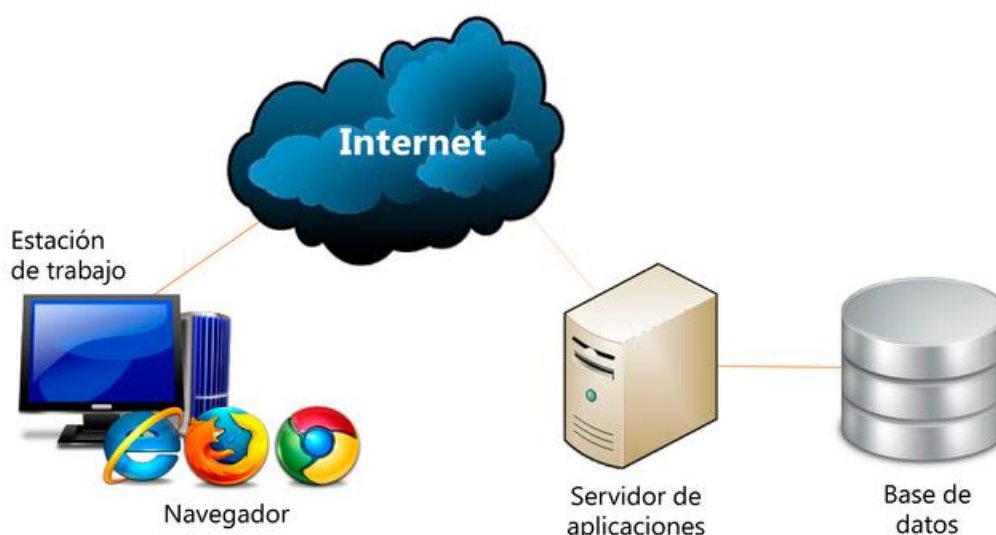 Internet
Estación
de trabajo
Navegador
Servidor de
aplicaciones
Base de
datos